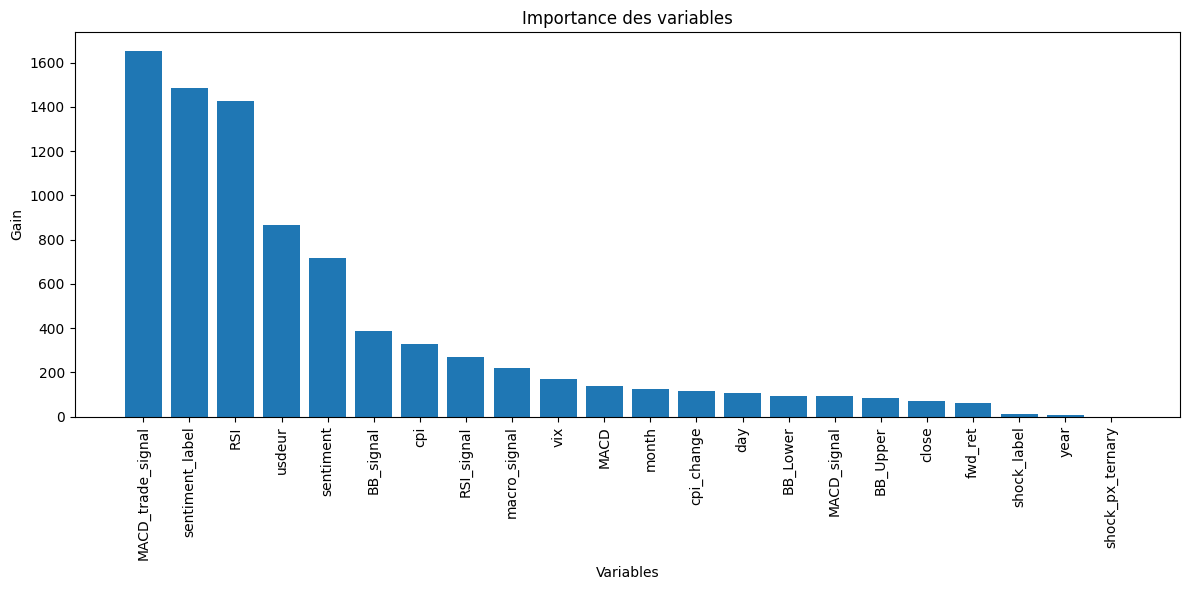 Importance des variables
Gain
1600
1400
1200
1000
800
600
400
200
0
MACD_trade_signal
sentiment_label
RSI
usdeur
sentiment
BB_signal
cpi
RSI_signal
macro_signal
vix
MACD
month
cpi_change
day
BB_Lower
MACD_signal
BB_Upper
close
fwd_ret
shock_label
year
shock_px_ternary
Variables